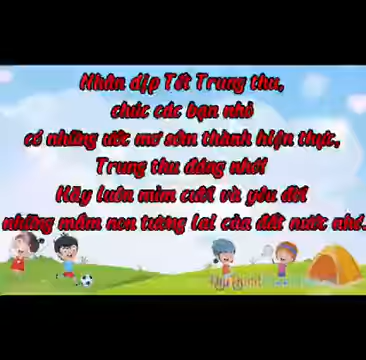 Nhân dịp Tết Trung thu,
chúc các bạn nhỏ
có những ước mơ sớm thành hiện thực,
Trung thu đáng nhớ!
Hãy luôn mỉm cười và yêu đời
những mầm non tương lai của đất nước nhé.